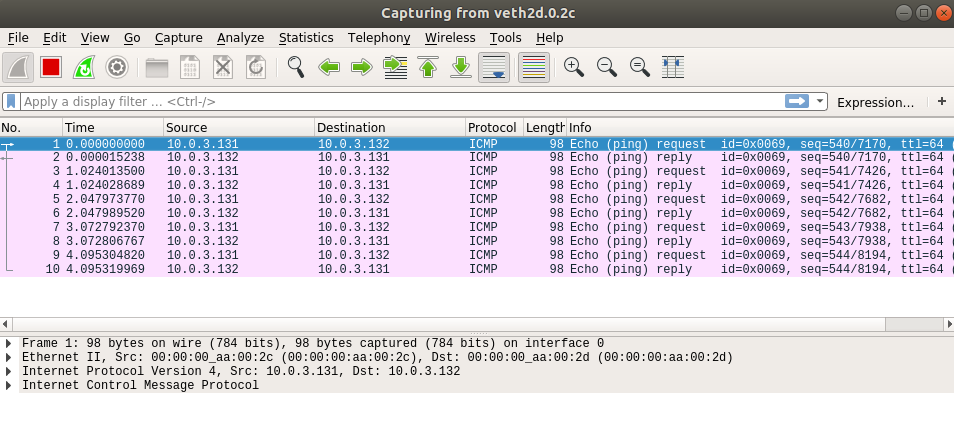 Capturing from veth2d.0.2c
File Edit View Go Capture Analyze Statistics Telephony Wireless Tools Help
Apply a display filter ... <Ctrl-/> Expression... +
No. Time Source Destination Protocol Length Info
1 0.000000000 10.0.3.131 10.0.3.132 ICMP 98 Echo (ping) request id=0x0069, seq=540/7170, ttl=64 (
2 0.000015238 10.0.3.132 10.0.3.131 ICMP 98 Echo (ping) reply id=0x0069, seq=540/7170, ttl=64 (
3 1.024013500 10.0.3.131 10.0.3.132 ICMP 98 Echo (ping) request id=0x0069, seq=541/7426, ttl=64 (
4 1.024028689 10.0.3.132 10.0.3.131 ICMP 98 Echo (ping) reply id=0x0069, seq=541/7426, ttl=64 (
5 2.047973770 10.0.3.131 10.0.3.132 ICMP 98 Echo (ping) request id=0x0069, seq=542/7682, ttl=64 (
6 2.047989520 10.0.3.132 10.0.3.131 ICMP 98 Echo (ping) reply id=0x0069, seq=542/7682, ttl=64 (
7 3.072792370 10.0.3.131 10.0.3.132 ICMP 98 Echo (ping) request id=0x0069, seq=543/7938, ttl=64 (
8 3.072806767 10.0.3.132 10.0.3.131 ICMP 98 Echo (ping) reply id=0x0069, seq=543/7938, ttl=64 (
9 4.095304820 10.0.3.131 10.0.3.132 ICMP 98 Echo (ping) request id=0x0069, seq=544/8194, ttl=64 (
10 4.095319969 10.0.3.132 10.0.3.131 ICMP 98 Echo (ping) reply id=0x0069, seq=544/8194, ttl=64 (
Frame 1: 98 bytes on wire (784 bits), 98 bytes captured (784 bits) on interface 0
Ethernet II, Src: 00:00:00_aa:00:2c (00:00:00:aa:00:2c), Dst: 00:00:00_aa:00:2d (00:00:00:aa:00:2d)
Internet Protocol Version 4, Src: 10.0.3.131, Dst: 10.0.3.132
Internet Control Message Protocol